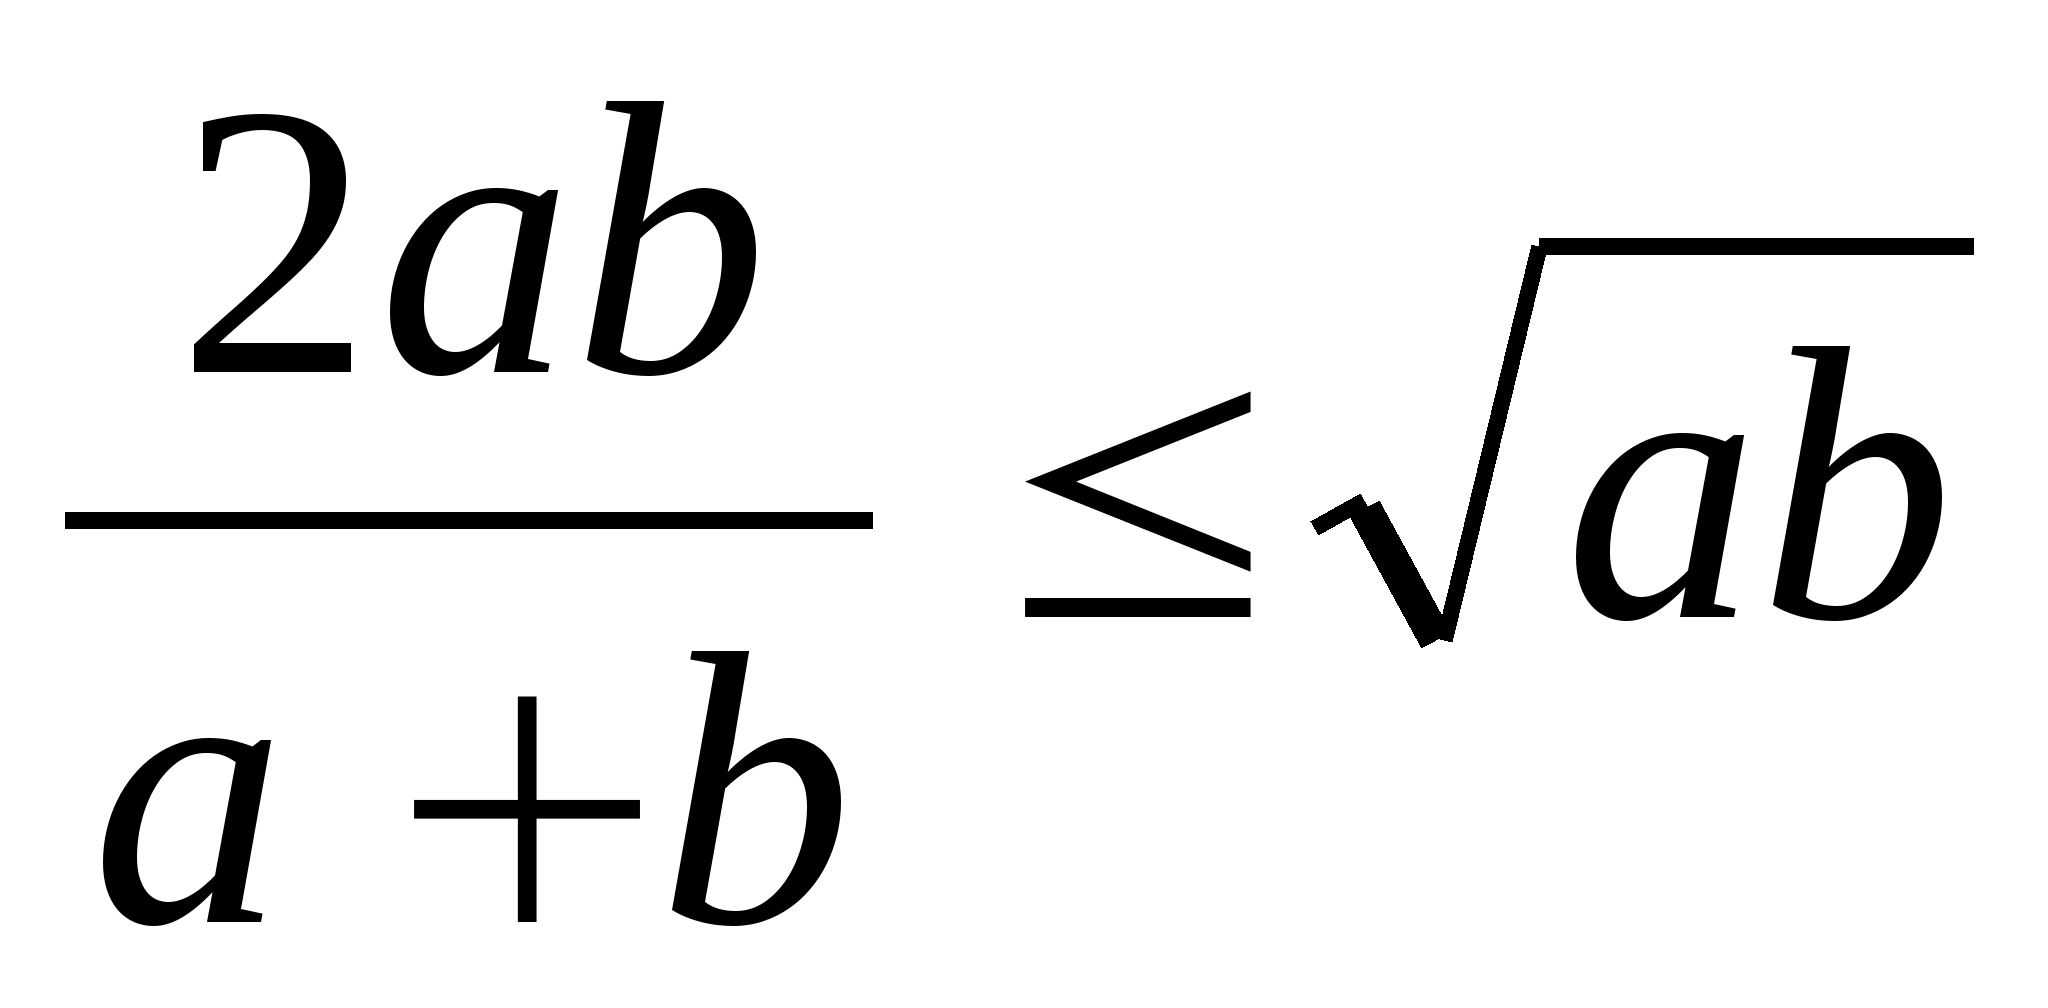 2ab
≤ √ab
a + b